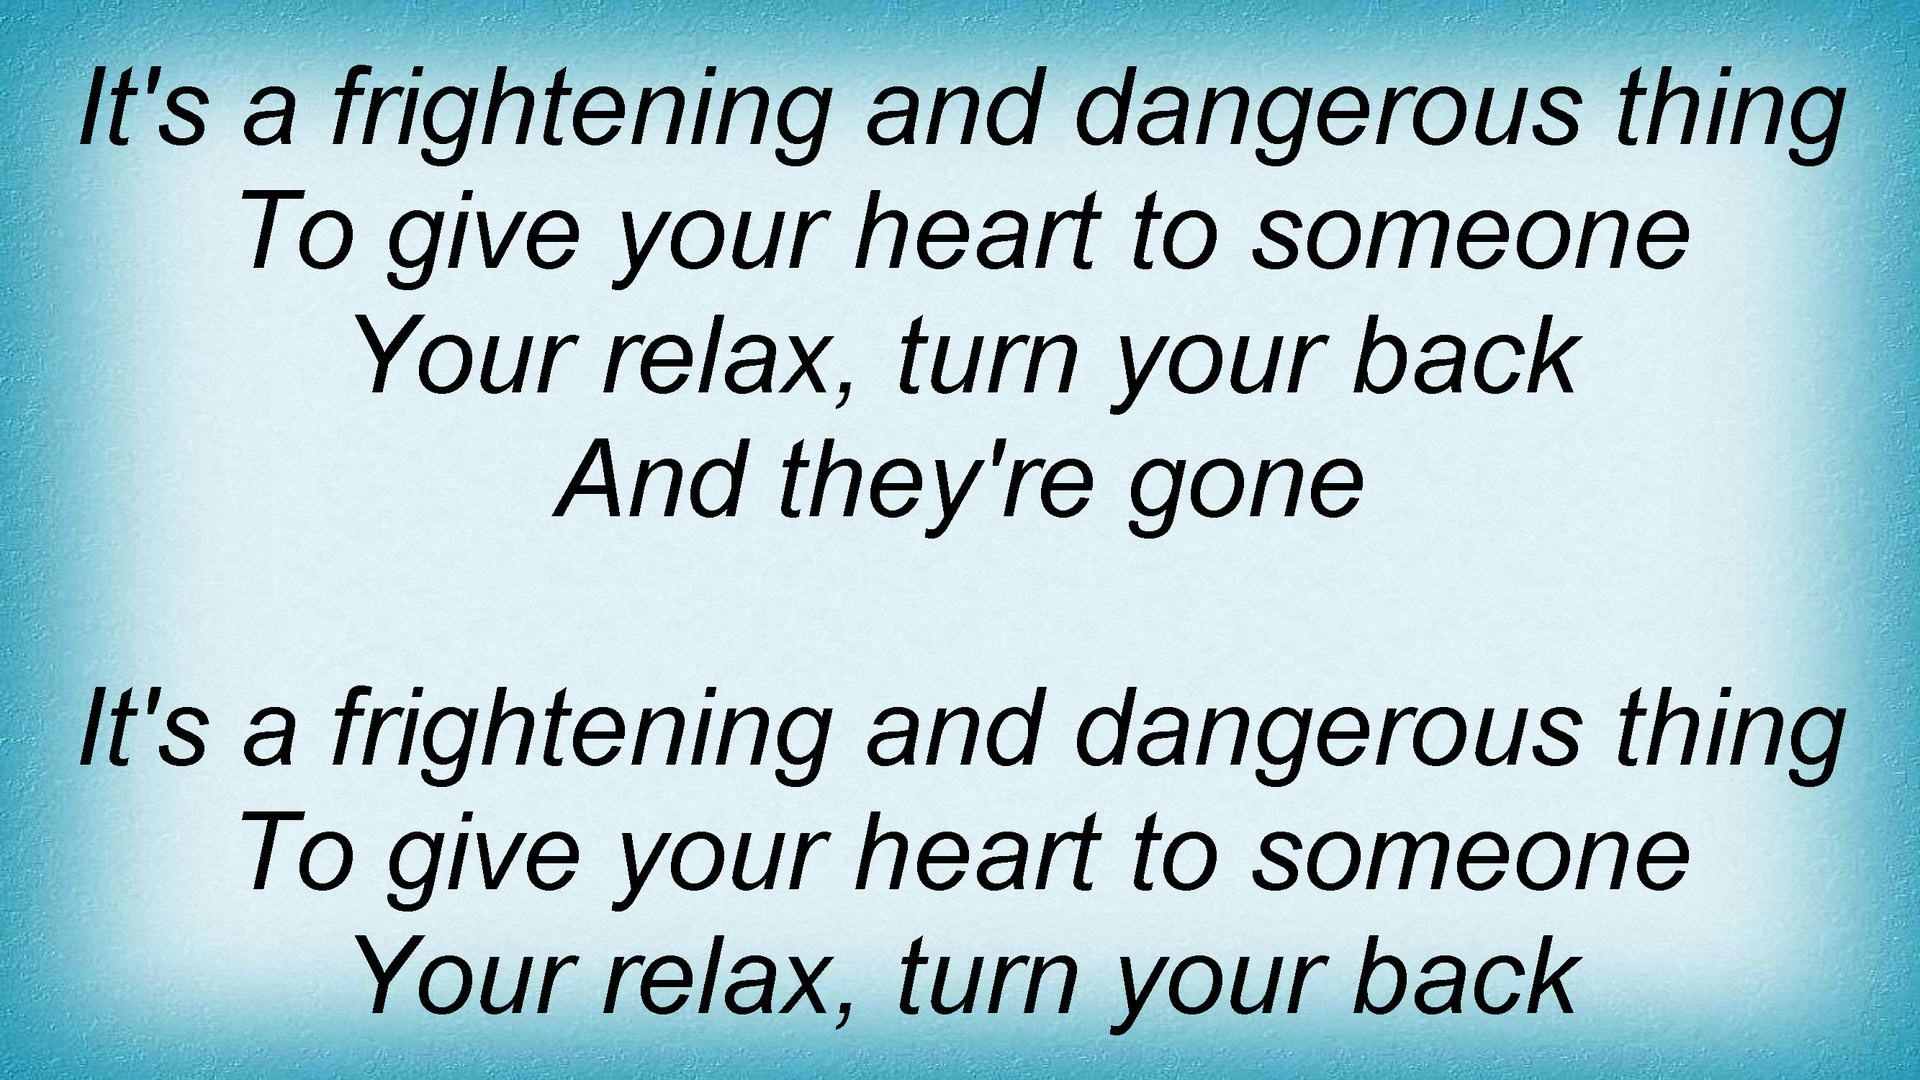 It's a frightening and dangerous thing
To give your heart to someone
Your relax, turn your back
And they're gone
It's a frightening and dangerous thing
To give your heart to someone
Your relax, turn your back